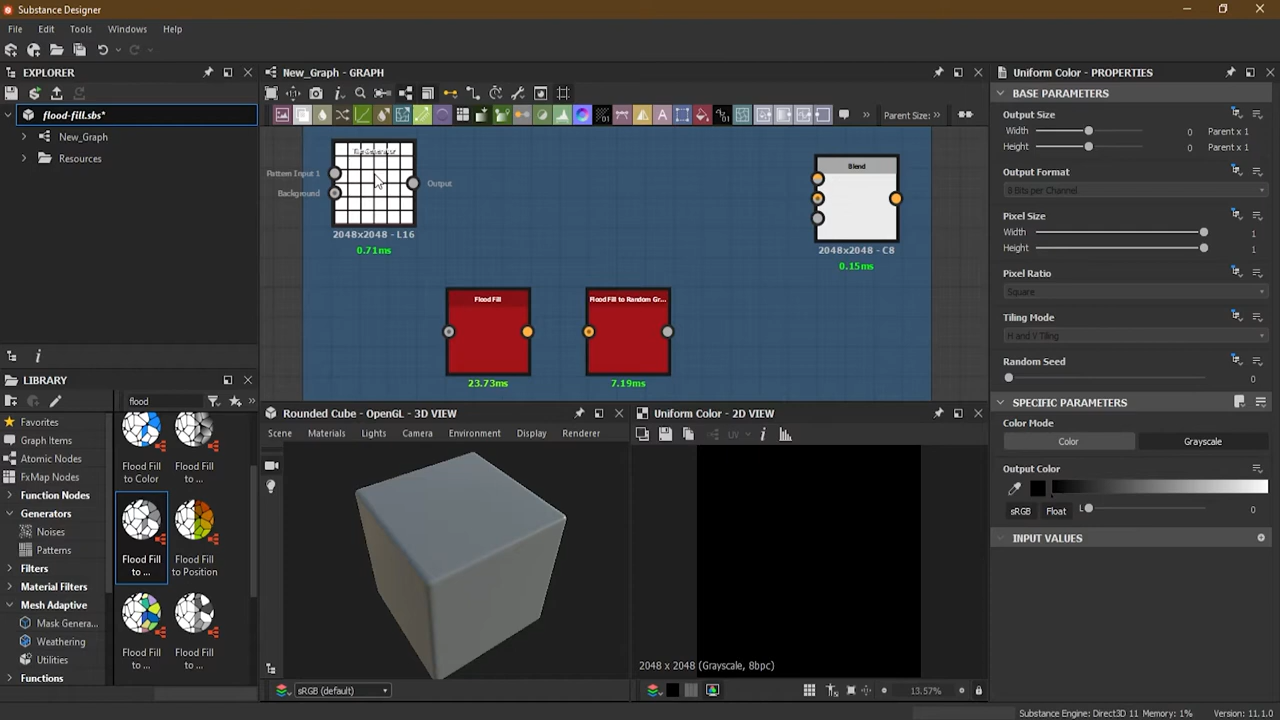 Substance Designer
File Edit Tools Windows Help
EXPLORER
flood-fill.sbs*
New_Graph
Resources
LIBRARY
flood
Favorites
Graph Items
Atomic Nodes
FxMap Nodes
Function Nodes
Generators
Noises
Patterns
Filters
Material Filters
Mesh Adaptive
Mask Genera...
Weathering
Utilities
Functions
Flood Fill
to Color
Flood Fill
to ...
Flood Fill
to ...
Flood Fill
to Position
Flood Fill
to ...
Flood Fill
to ...
New_Graph - GRAPH
Parent Size:
Pattern Input 1
Background
Output
2048x2048 - L16
0.71ms
Flood Fill
23.73ms
Flood Fill to Random Gr...
7.19ms
Blend
2048x2048 - C8
0.15ms
Rounded Cube - OpenGL - 3D VIEW
Scene Materials Lights Camera Environment Display Renderer
sRGB (default)
Uniform Color - 2D VIEW
UV
2048 x 2048 (Grayscale, 8bpc)
13.57%
Uniform Color - PROPERTIES
BASE PARAMETERS
Output Size
Width 0 Parent x 1
Height 0 Parent x 1
Output Format
8 Bits per Channel
Pixel Size
Width 1
Height 1
Pixel Ratio
Square
Tiling Mode
H and V Tiling
Random Seed
0
SPECIFIC PARAMETERS
Color Mode
Color Grayscale
Output Color
sRGB Float L 0
INPUT VALUES
Substance Engine: Direct3D 11 Memory: 1% Version: 11.1.0